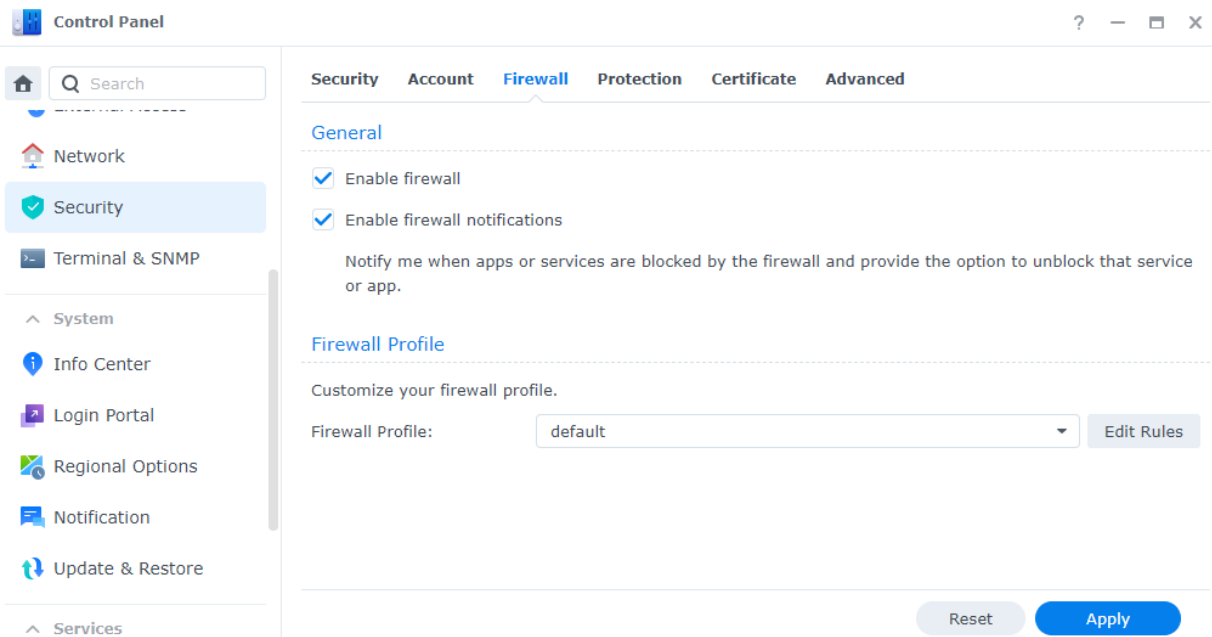 Control Panel
?
Search
External Access
Network
Security
Terminal & SNMP
System
Info Center
Login Portal
Regional Options
Notification
Update & Restore
Services
Security Account Firewall Protection Certificate Advanced
General
Enable firewall
Enable firewall notifications
Notify me when apps or services are blocked by the firewall and provide the option to unblock that service
or app.
Firewall Profile
Customize your firewall profile.
Firewall Profile: default Edit Rules
Reset Apply